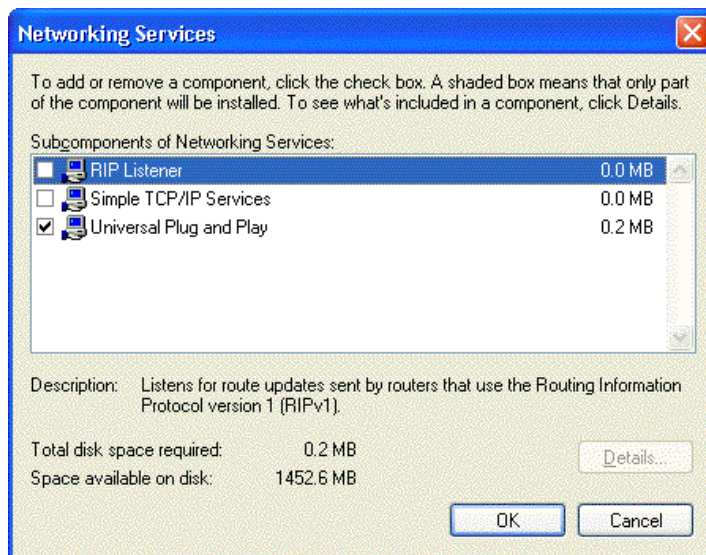 Networking Services
To add or remove a component, click the check box. A shaded box means that only part
of the component will be installed. To see what's included in a component, click Details.
Subcomponents of Networking Services:
RIP Listener 0.0 MB
Simple TCP/IP Services 0.0 MB
Universal Plug and Play 0.2 MB
Description: Listens for route updates sent by routers that use the Routing Information
Protocol version 1 (RIPv1).
Total disk space required: 0.2 MB
Details...
Space available on disk: 1452.6 MB
OK Cancel